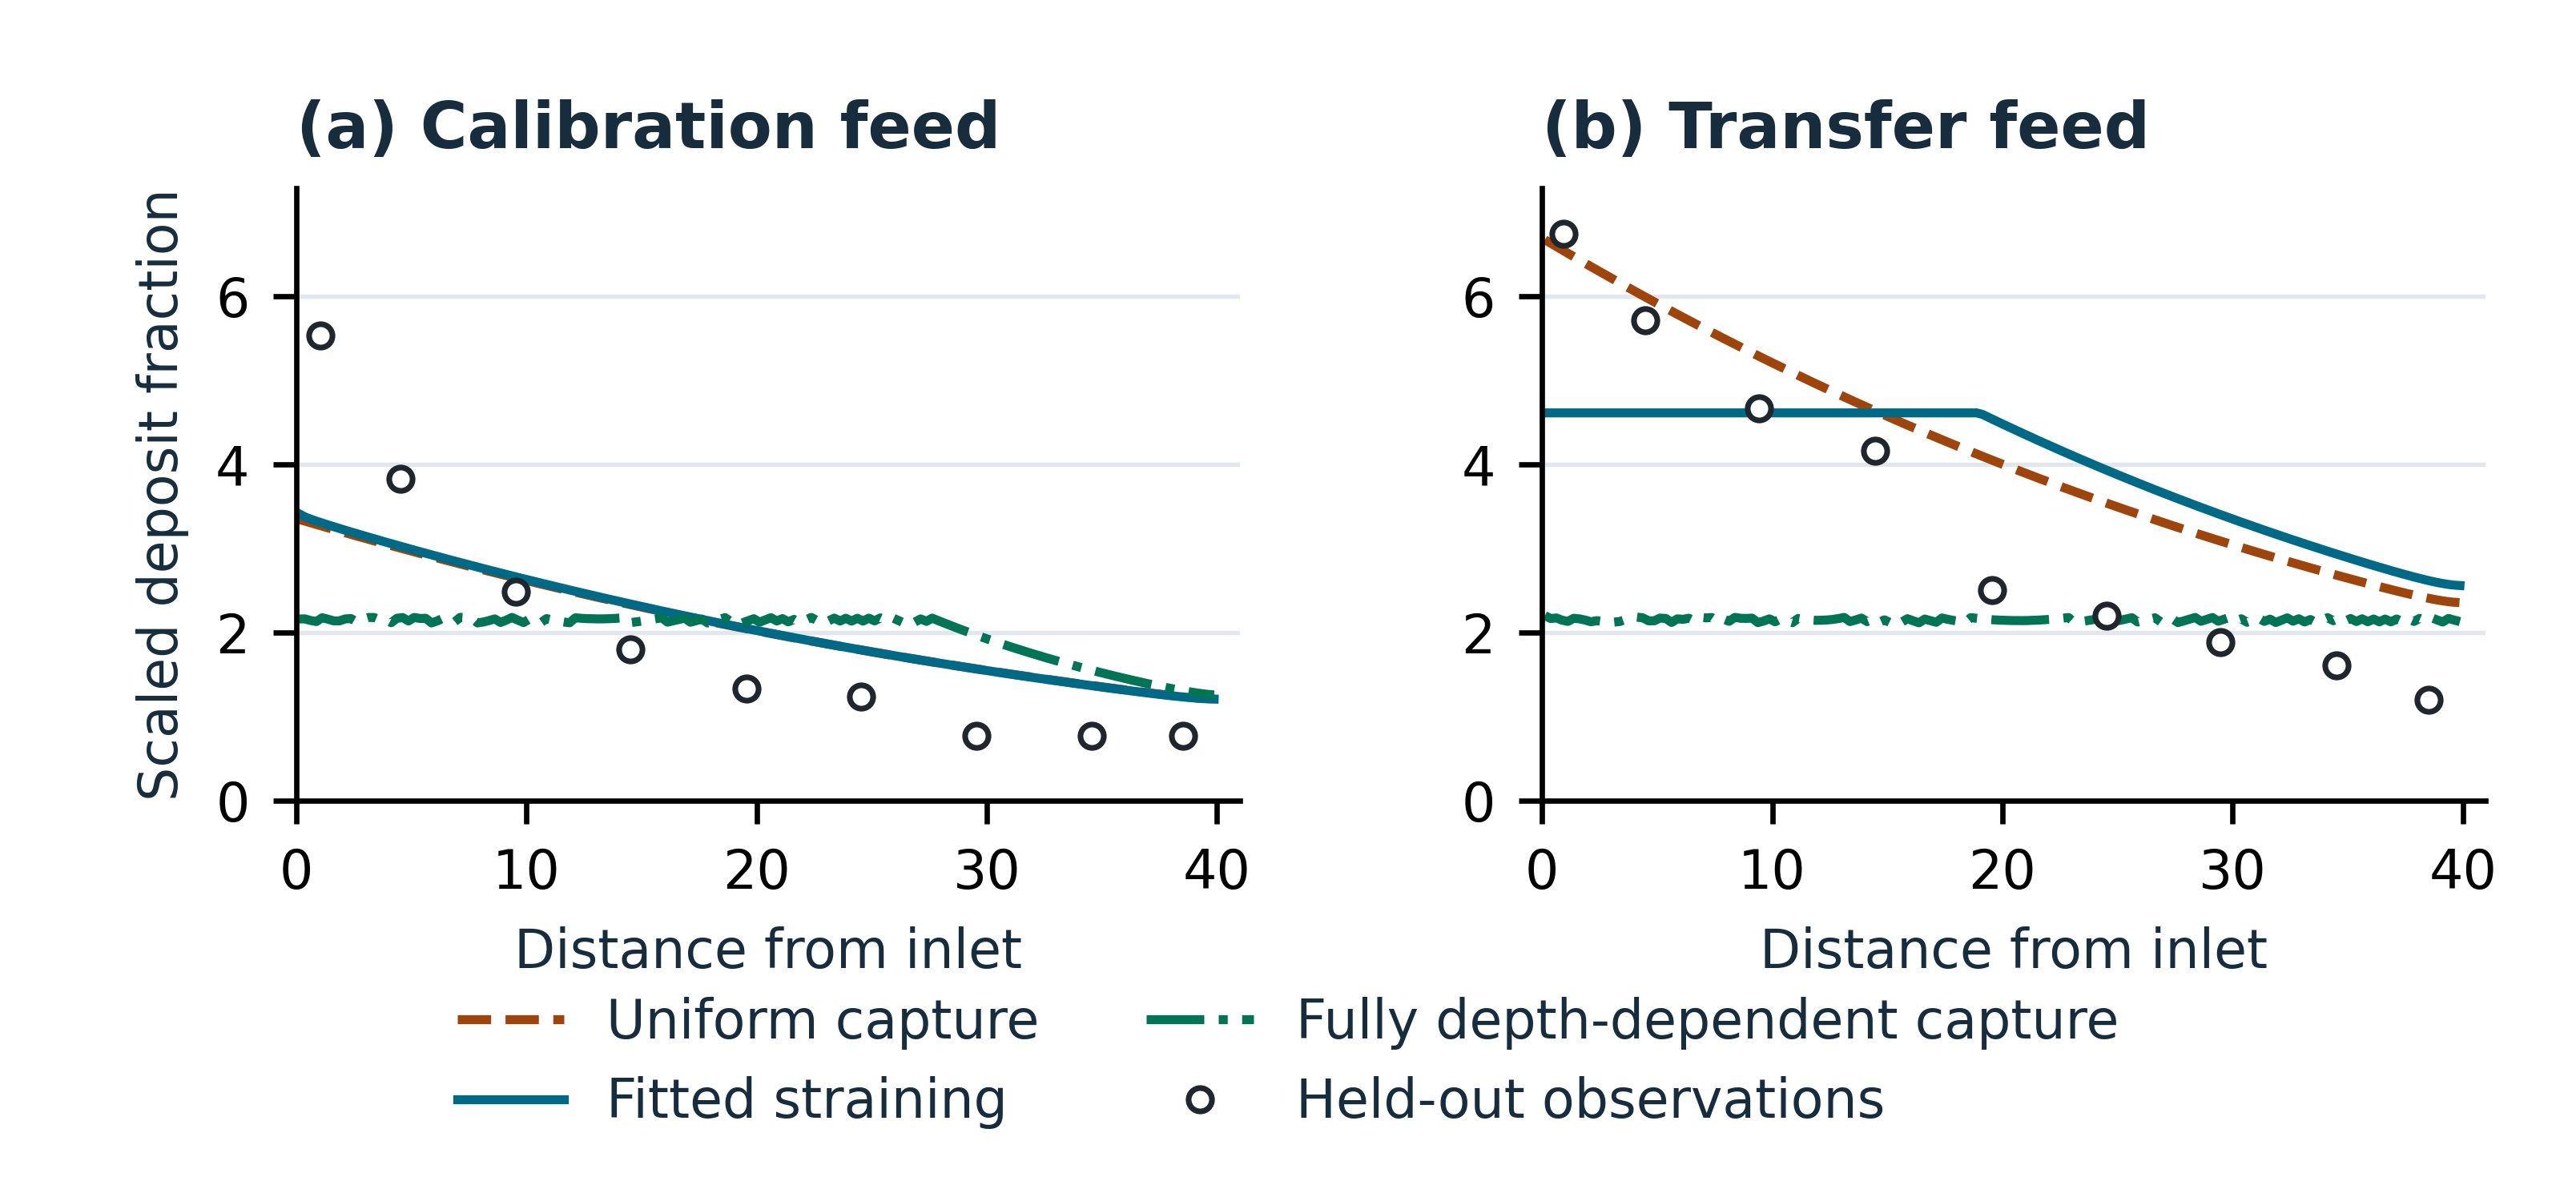 (a) Calibration feed
(b) Transfer feed
Scaled deposit fraction
6
4
2
0
0 10 20 30 40
Distance from inlet
6
4
2
0
0 10 20 30 40
Distance from inlet
Uniform capture
Fitted straining
Fully depth-dependent capture
Held-out observations